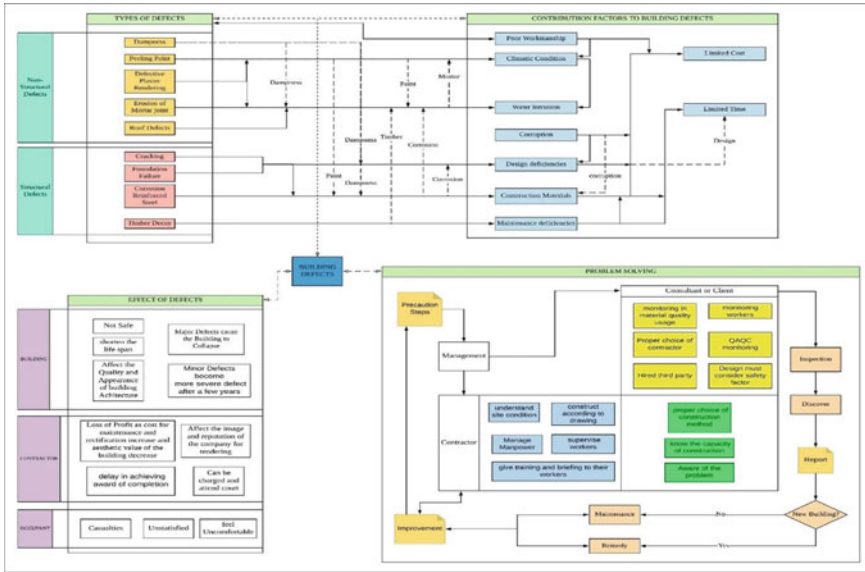 TYPES OF DEFECTS
CONTRIBUTION FACTORS TO BUILDING DEFECTS
Non-
Structural
Defects
Dampness
Peeling Paint
Defective
Plaster
Rendering
Erosion of
Mortar Joint
Roof Defects
Structural
Defects
Cracking
Foundation
Failure
Corrosion
Reinforced
Steel
Timber Decay
Dampness
Dampness
Dampness
Paint
Timber
Paint
Corrosion
Mortar
Corrosion
Poor Workmanship
Climatic Condition
Water Intrusion
Corruption
Design deficiencies
Construction Materials
Maintenance deficiencies
corruption
Limited Cost
Limited Time
Design
BUILDING
DEFECTS
EFFECT OF DEFECTS
BUILDING
Not Safe
shorten the
life span
Affect the
Quality and
Appearance
of building
Architecture
Major Defects cause
the Building to
Collapse
Minor Defects
become
more severe defect
after a few years
CONTRACTOR
Loss of Profit as cost for
maintenance and
rectification increase and
aesthetic value of the
building decrease
Affect the image
and reputation of
the company for
tendering
delay in achieving
award of completion
Can be
charged and
attend court
OCCUPANT
Casualties
Unstatisfied
feel
Uncomfortable
PROBLEM SOLVING
Precaution
Steps
Management
Consultant or Client
monitoring in
material quality
usage
monitoring
workers
Proper choice of
contractor
QAQC
monitoring
Hired third party
Design must
consider safety
factor
Contractor
understand
site condition
construct
according to
drawing
Manage
Manpower
supervise
workers
give training and briefing to their
workers
proper choice of
construction
method
know the capacity
of construction
Aware of the
problem
Inspection
Discover
Report
New Building?
No
Yes
Maintenance
Remedy
Improvement